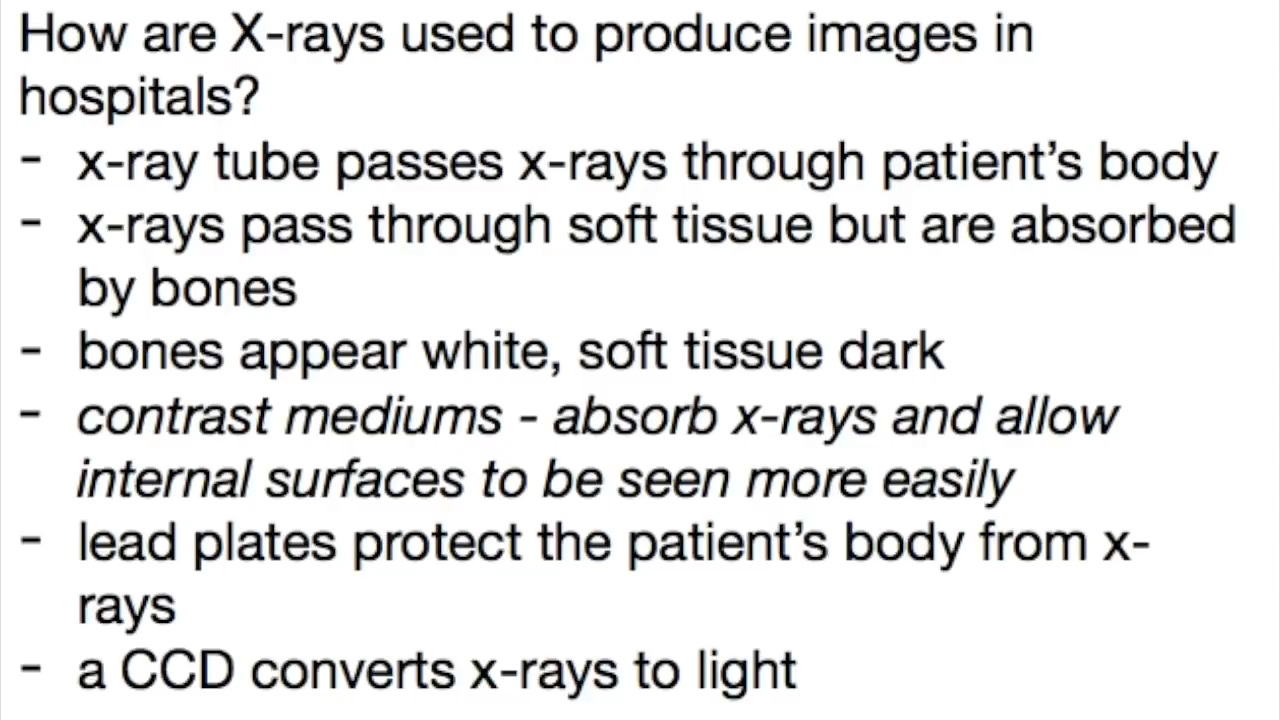 How are X-rays used to produce images in
hospitals?
- x-ray tube passes x-rays through patient’s body
- x-rays pass through soft tissue but are absorbed
by bones
- bones appear white, soft tissue dark
- contrast mediums - absorb x-rays and allow
internal surfaces to be seen more easily
- lead plates protect the patient’s body from x-
rays
- a CCD converts x-rays to light